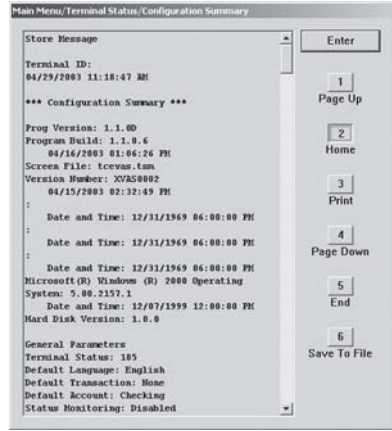 Main Menu/Terminal Status/Configuration Summary
Store Message
Terminal ID:
04/29/2003 11:18:47 AM
*** Configuration Summary ***
Prog Version: 1.1.0D
Program Build: 1.1.0.6
04/16/2003 01:06:26 PM
Screen File: tcevas.tsm
Version Number: XVAS0002
04/15/2003 02:32:49 PM
:
Date and Time: 12/31/1969 06:00:00 PM
:
Date and Time: 12/31/1969 06:00:00 PM
:
Date and Time: 12/31/1969 06:00:00 PM
Microsoft(R) Windows (R) 2000 Operating
System: 5.00.2157.1
Date and Time: 12/07/1999 12:00:00 PM
Hard Disk Version: 1.0.0
General Parameters
Terminal Status: 185
Default Language: English
Default Transaction: None
Default Account: Checking
Status Monitoring: Disabled
Enter
1
Page Up
2
Home
3
Print
4
Page Down
5
End
6
Save To File